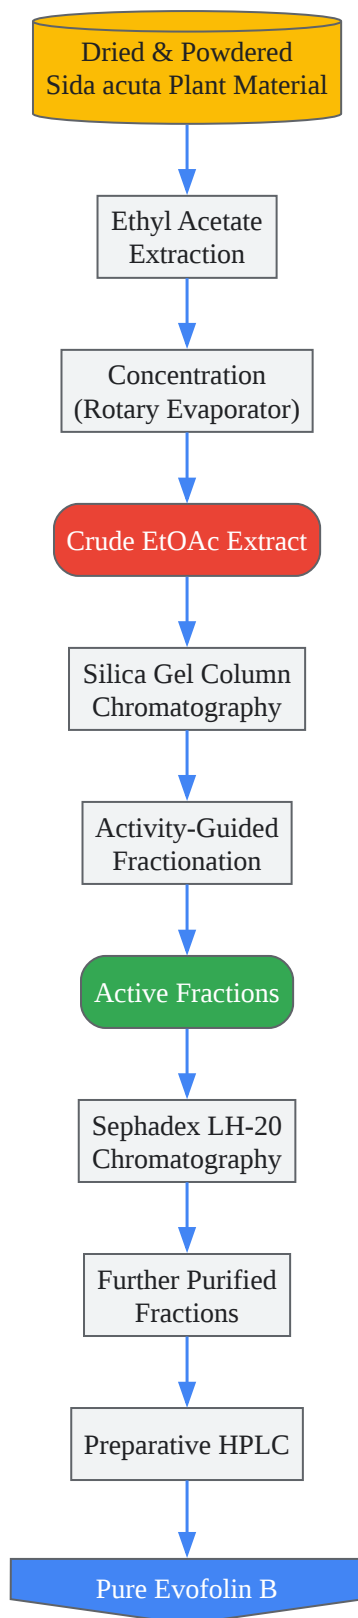 Dried & Powdered
Sida acuta Plant Material
Ethyl Acetate
Extraction
Concentration
(Rotary Evaporator)
Crude EtOAc Extract
Silica Gel Column
Chromatography
Activity-Guided
Fractionation
Active Fractions
Sephadex LH-20
Chromatography
Further Purified
Fractions
Preparative HPLC
Pure Evofolin B